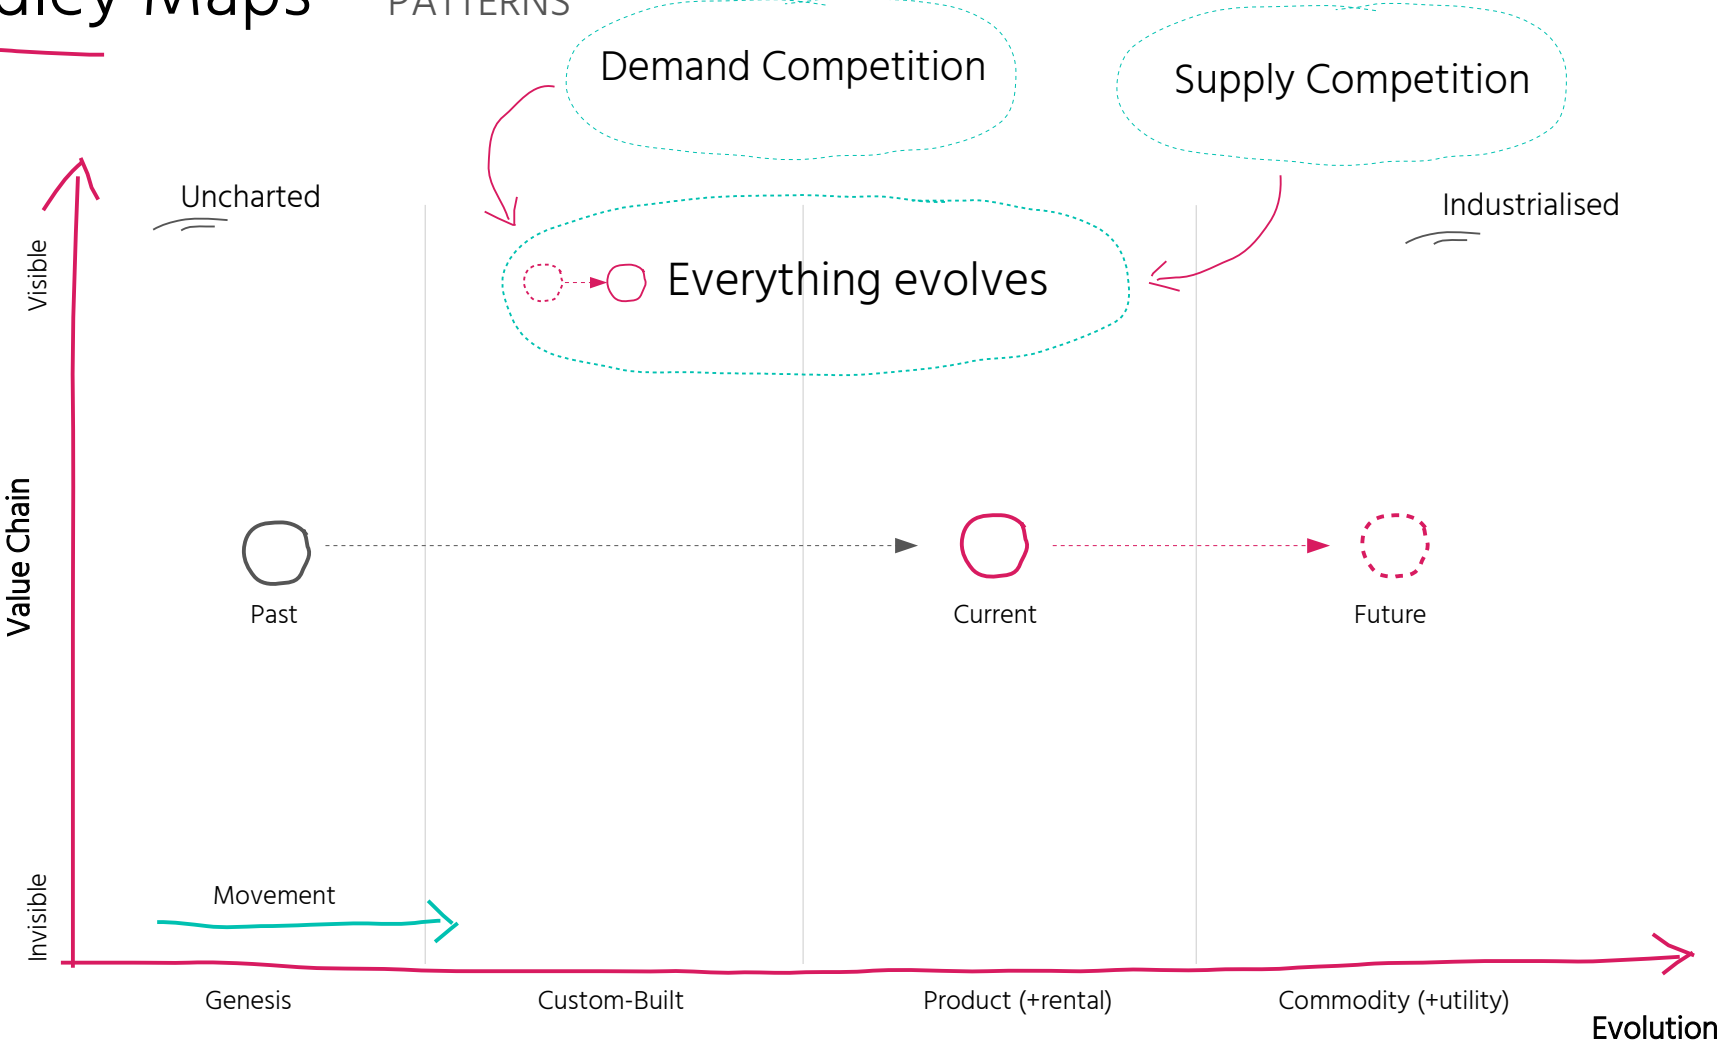 Maps PATTERNS
Demand Competition
Supply Competition
Uncharted
Industrialised
Visible
Everything evolves
Value Chain
Past
Current
Future
Movement
Invisible
Genesis
Custom-Built
Product (+rental)
Commodity (+utility)
Evolution